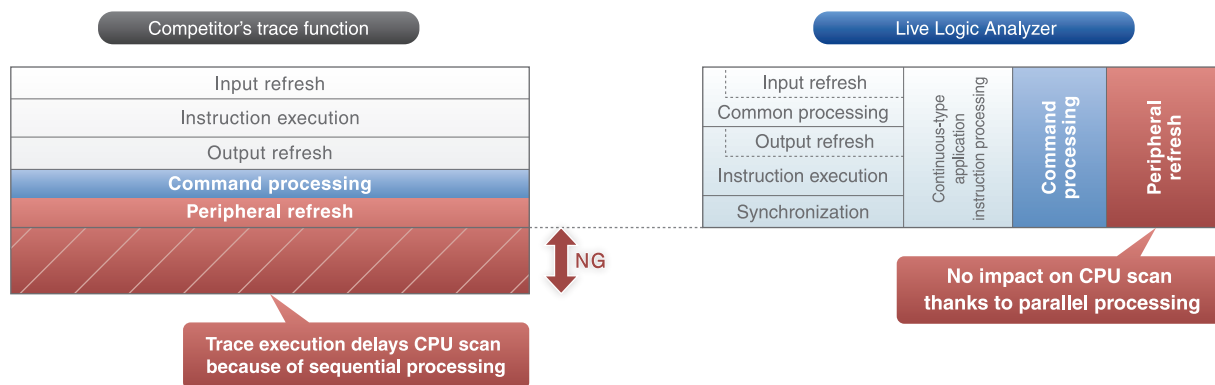 Competitor's trace function
Input refresh
Instruction execution
Output refresh
Command processing
Peripheral refresh
NG
Trace execution delays CPU scan
because of sequential processing
Live Logic Analyzer
Input refresh
Common processing
Output refresh
Instruction execution
Synchronization
Continuous-type
application
instruction processing
Command
processing
Peripheral
refresh
No impact on CPU scan
thanks to parallel processing